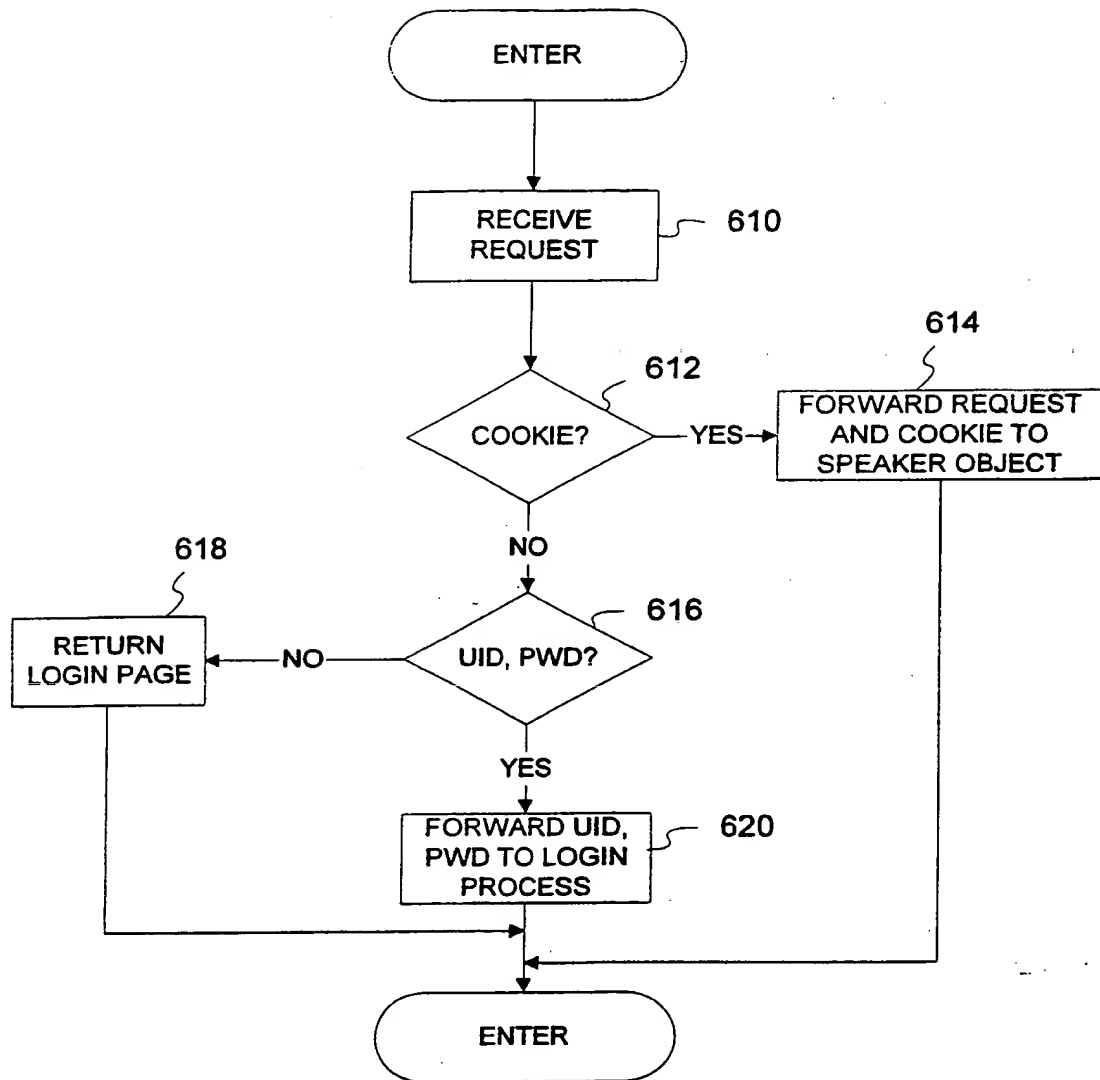 ENTER
RECEIVE
REQUEST
610
612
COOKIE?
YES
614
FORWARD REQUEST
AND COOKIE TO
SPEAKER OBJECT
NO
616
UID, PWD?
NO
618
RETURN
LOGIN PAGE
YES
FORWARD UID,
PWD TO LOGIN
PROCESS
620
ENTER